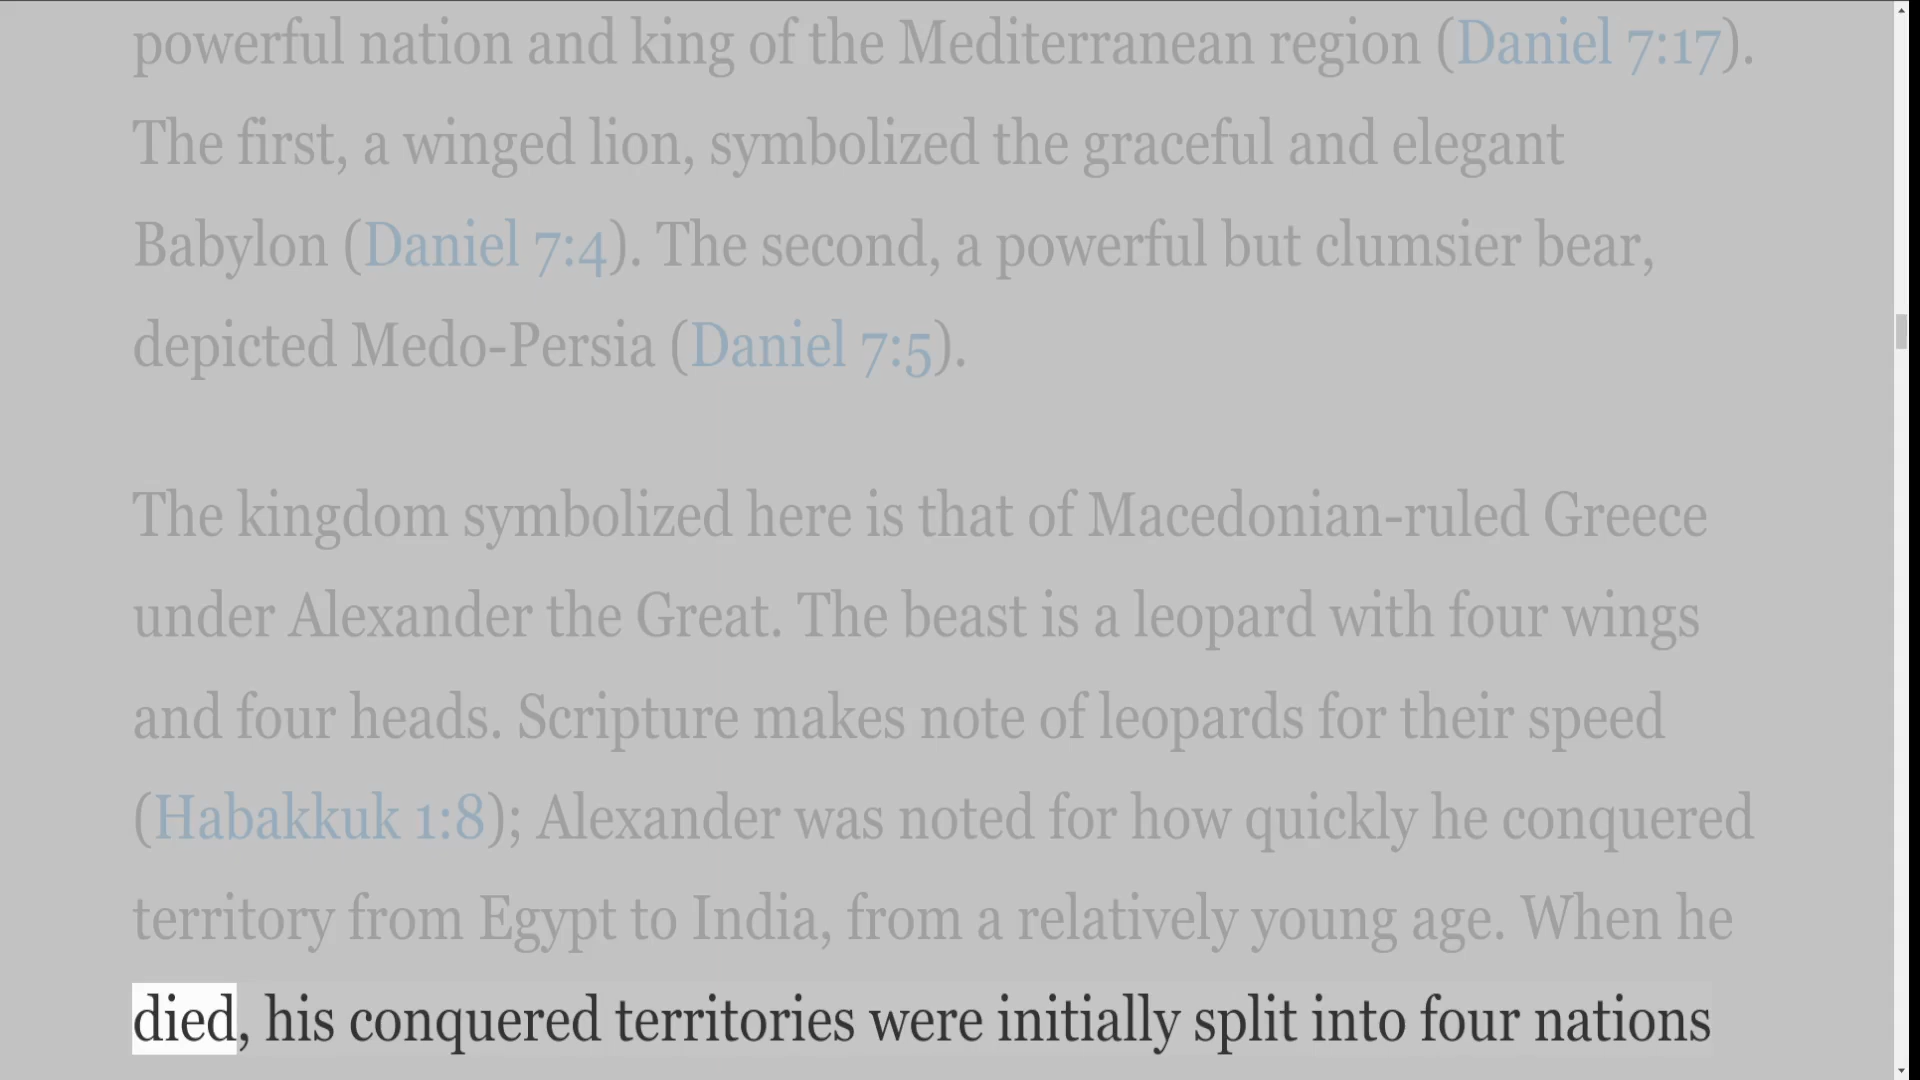 powerful nation and king of the Mediterranean region (Daniel 7:17).
The first, a winged lion, symbolized the graceful and elegant
Babylon (Daniel 7:4). The second, a powerful but clumsier bear,
depicted Medo-Persia (Daniel 7:5).
The kingdom symbolized here is that of Macedonian-ruled Greece
under Alexander the Great. The beast is a leopard with four wings
and four heads. Scripture makes note of leopards for their speed
(Habakkuk 1:8); Alexander was noted for how quickly he conquered
territory from Egypt to India, from a relatively young age. When he
died, his conquered territories were initially split into four nations